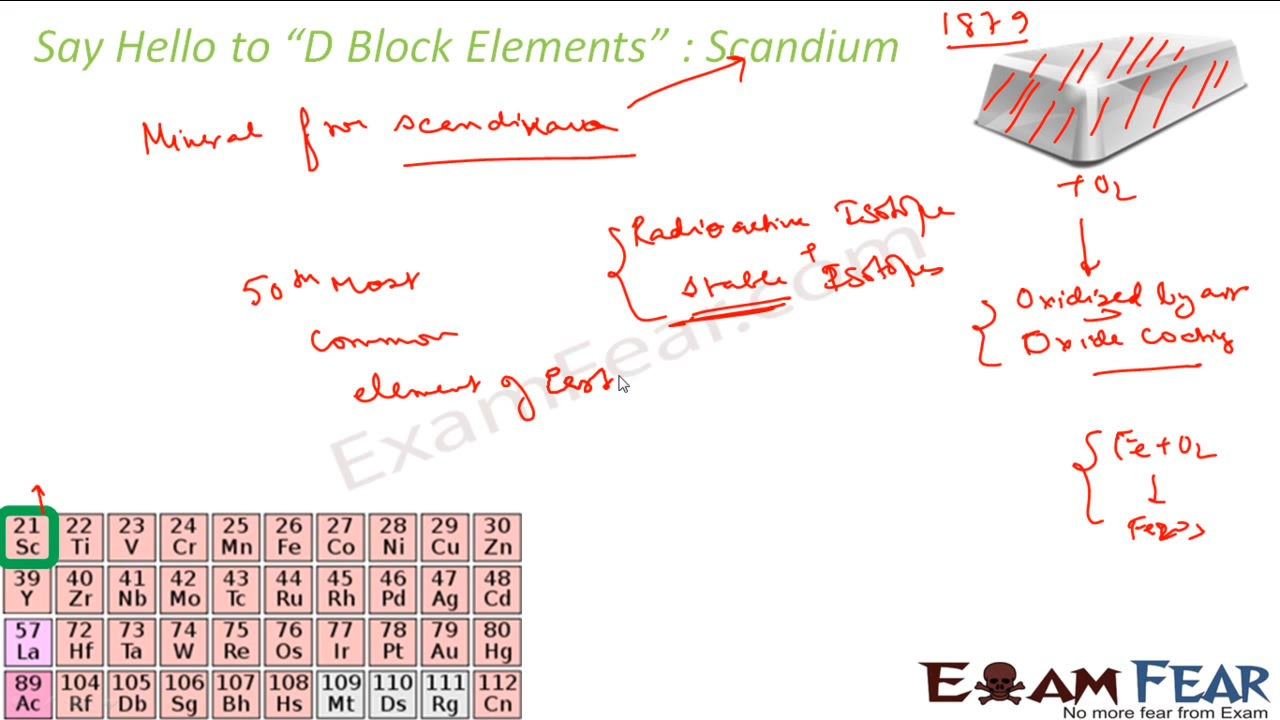 Say Hello to “D Block Elements” : Scandium
1879
Mineral from
+ O2
Radioactive Isotope
+
Stable Isotopes
50th Most
common
element of Eart
Oxidized by air
Oxide
Fe + O2
ExamFear.com
21 22 23 24 25 26 27 28 29 30
Sc Ti V Cr Mn Fe Co Ni Cu Zn
39 40 41 42 43 44 45 46 47 48
Y Zr Nb Mo Tc Ru Rh Pd Ag Cd
57 72 73 74 75 76 77 78 79 80
La Hf Ta W Re Os Ir Pt Au Hg
89 104 105 106 107 108 109 110 111 112
Ac Rf Db Sg Bh Hs Mt Ds Rg Cn
EXAM FEAR
No more fear from Exam